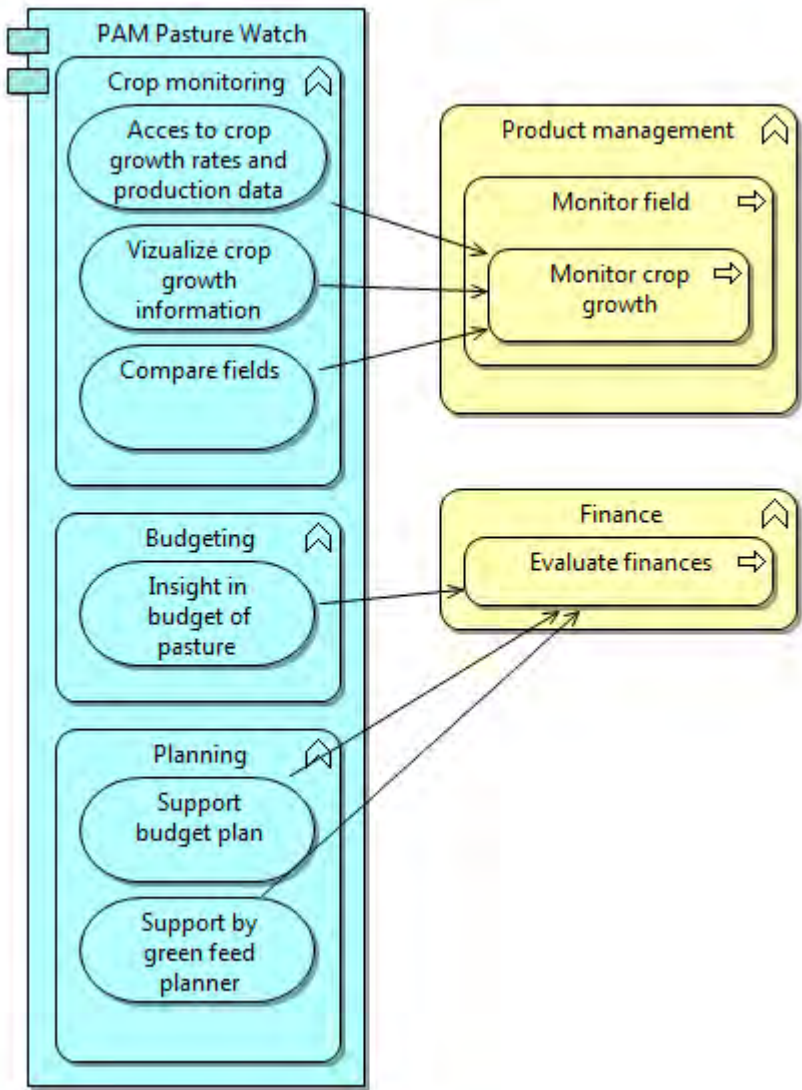 PAM Pasture Watch
Crop monitoring
Acces to crop
growth rates and
production data
Vizualize crop
growth
information
Compare fields
Budgeting
Insight in
budget of
pasture
Planning
Support
budget plan
Support by
green feed
planner
Product management
Monitor field
Monitor crop
growth
Finance
Evaluate finances